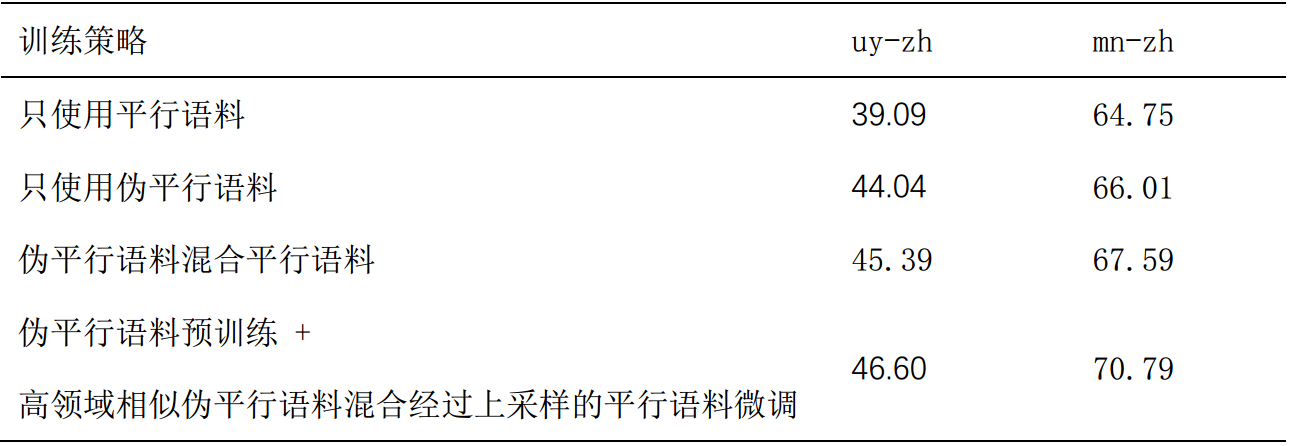 训练策略 uy-zh mn-zh
只使用平行语料 39.09 64.75
只使用伪平行语料 44.04 66.01
伪平行语料混合平行语料 45.39 67.59
伪平行语料预训练 +
46.60 70.79
高领域相似伪平行语料混合经过上采样的平行语料微调